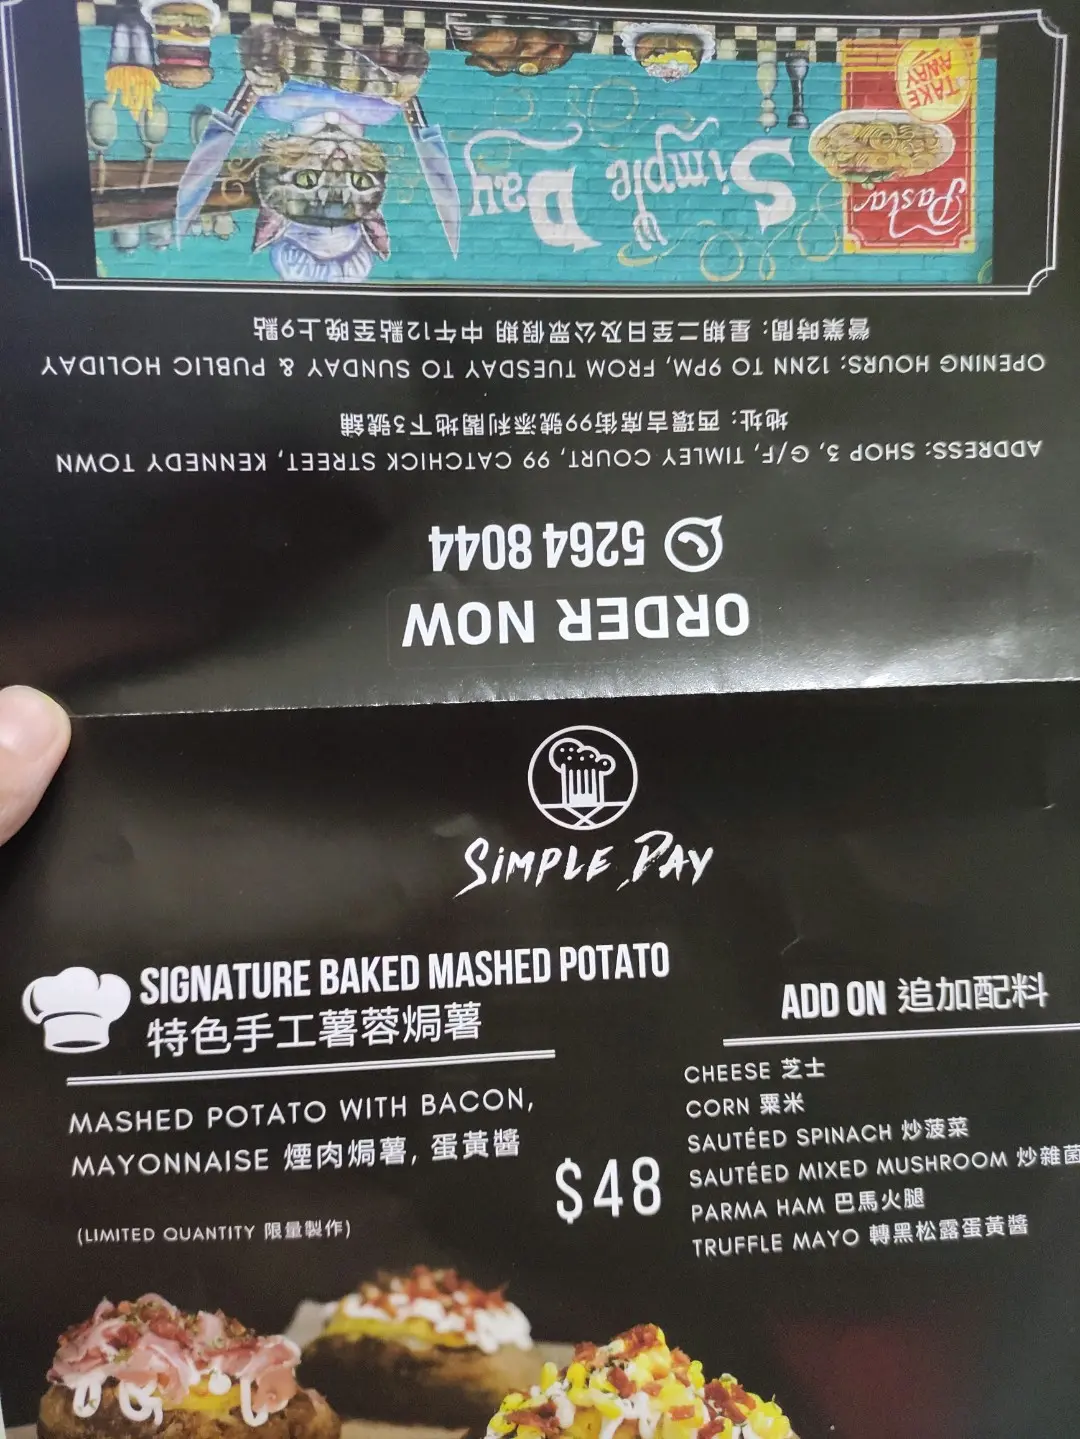 TAKE
AWAY
Pasta
Simple Day
營業時間: 星期二至日及公眾假期 中午12點至晚上9點
OPENING HOURS: 12NN TO 9PM, FROM TUESDAY TO SUNDAY & PUBLIC HOLIDAY
地址: 西環吉席街99號添利閣地下3號舖
ADDRESS: SHOP 3, G/F, TIMLEY COURT, 99 CATCHICK STREET, KENNEDY TOWN
5264 8044
ORDER NOW
SIMPLE DAY
SIGNATURE BAKED MASHED POTATO
特色手工薯蓉焗薯
MASHED POTATO WITH BACON,
MAYONNAISE 煙肉焗薯, 蛋黃醬
$48
(LIMITED QUANTITY 限量製作)
ADD ON 追加配料
CHEESE 芝士
CORN 粟米
SAUTÉED SPINACH 炒菠菜
SAUTÉED MIXED MUSHROOM 炒雜菌
PARMA HAM 巴馬火腿
TRUFFLE MAYO 轉黑松露蛋黃醬